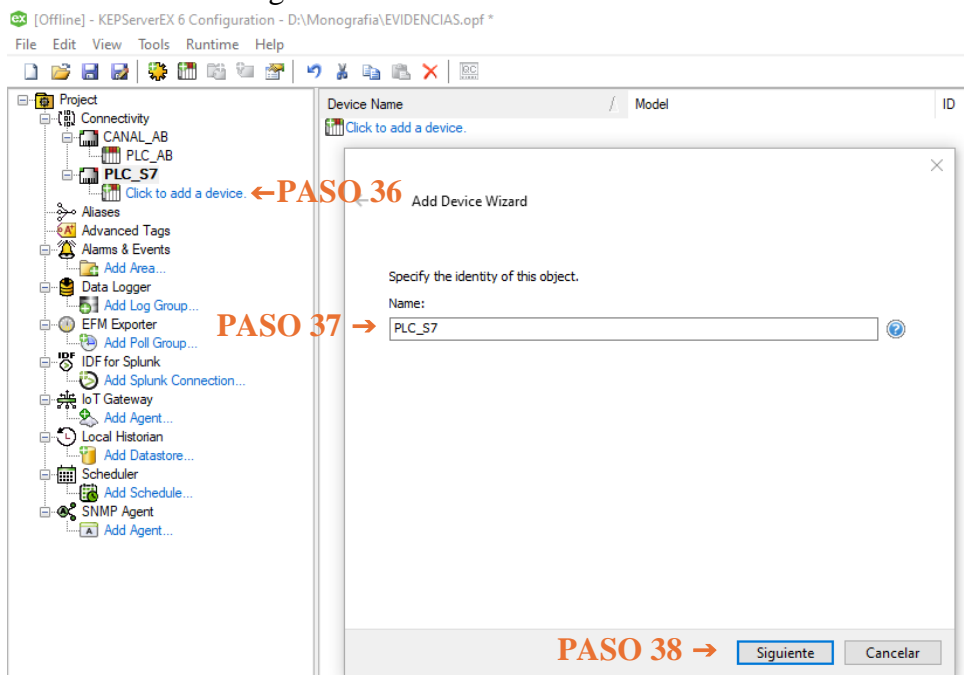 [Offline] - KEPServerEX 6 Configuration - D:\Monografia\EVIDENCIAS.opf *
File Edit View Tools Runtime Help
Project
Connectivity
CANAL_AB
PLC_AB
PLC_S7
Click to add a device. ←PASO 36
Aliases
Advanced Tags
Alarms & Events
Add Area...
Data Logger
Add Log Group...
EFM Exporter
Add Poll Group...
IDF for Splunk
Add Splunk Connection...
IoT Gateway
Add Agent...
Local Historian
Add Datastore...
Scheduler
Add Schedule...
SNMP Agent
Add Agent...
Device Name / Model ID
Click to add a device.
Add Device Wizard
Specify the identity of this object.
Name:
PASO 37 → PLC_S7
PASO 38 → Siguiente Cancelar